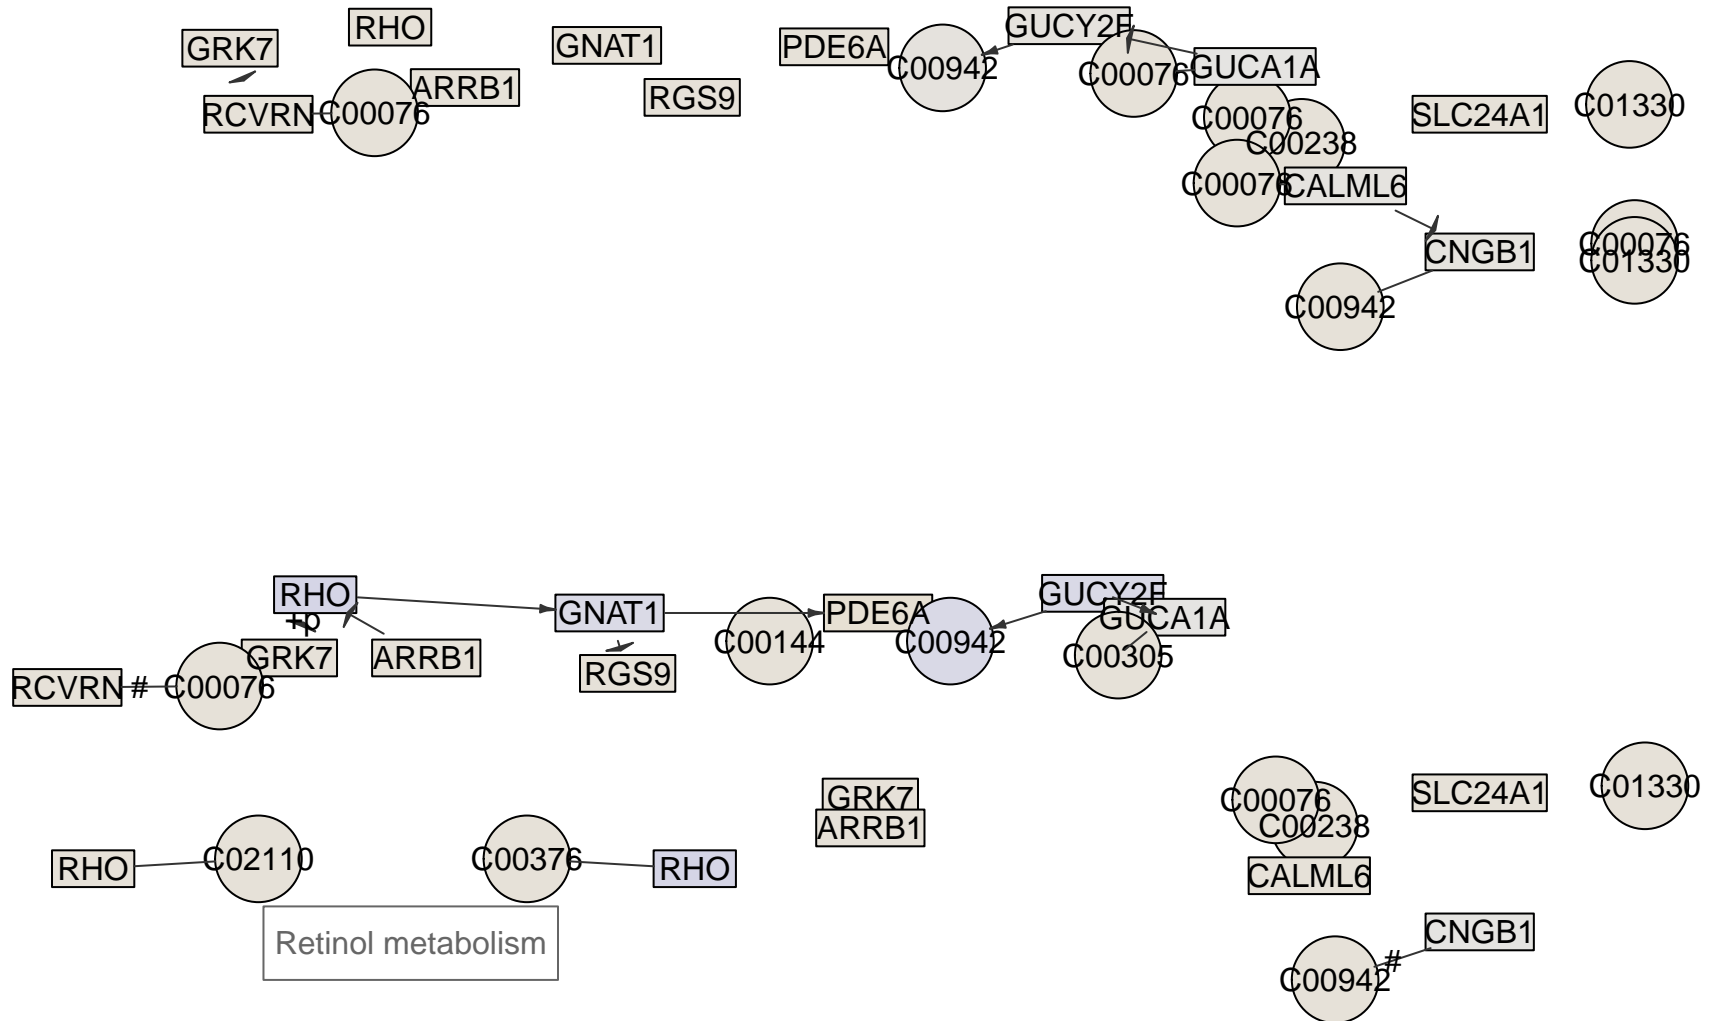 GRK7
RHO
GNAT1
PDE6A
C00942
GUCY2F
C00076
GUCA1A
RCVRN
C00076
ARRB1
RGS9
C00076
C00238
SLC24A1
C01330
C00076
CALML6
CNGB1
C00076
C01330
C00942
RHO
+p
GNAT1
C00144
PDE6A
C00942
GUCY2F
GUCA1A
C00305
GRK7
ARRB1
RGS9
RCVRN
#
C00076
GRK7
ARRB1
C00076
C00238
SLC24A1
C01330
RHO
C02110
C00376
RHO
CALML6
Retinol metabolism
CNGB1
#
C00942